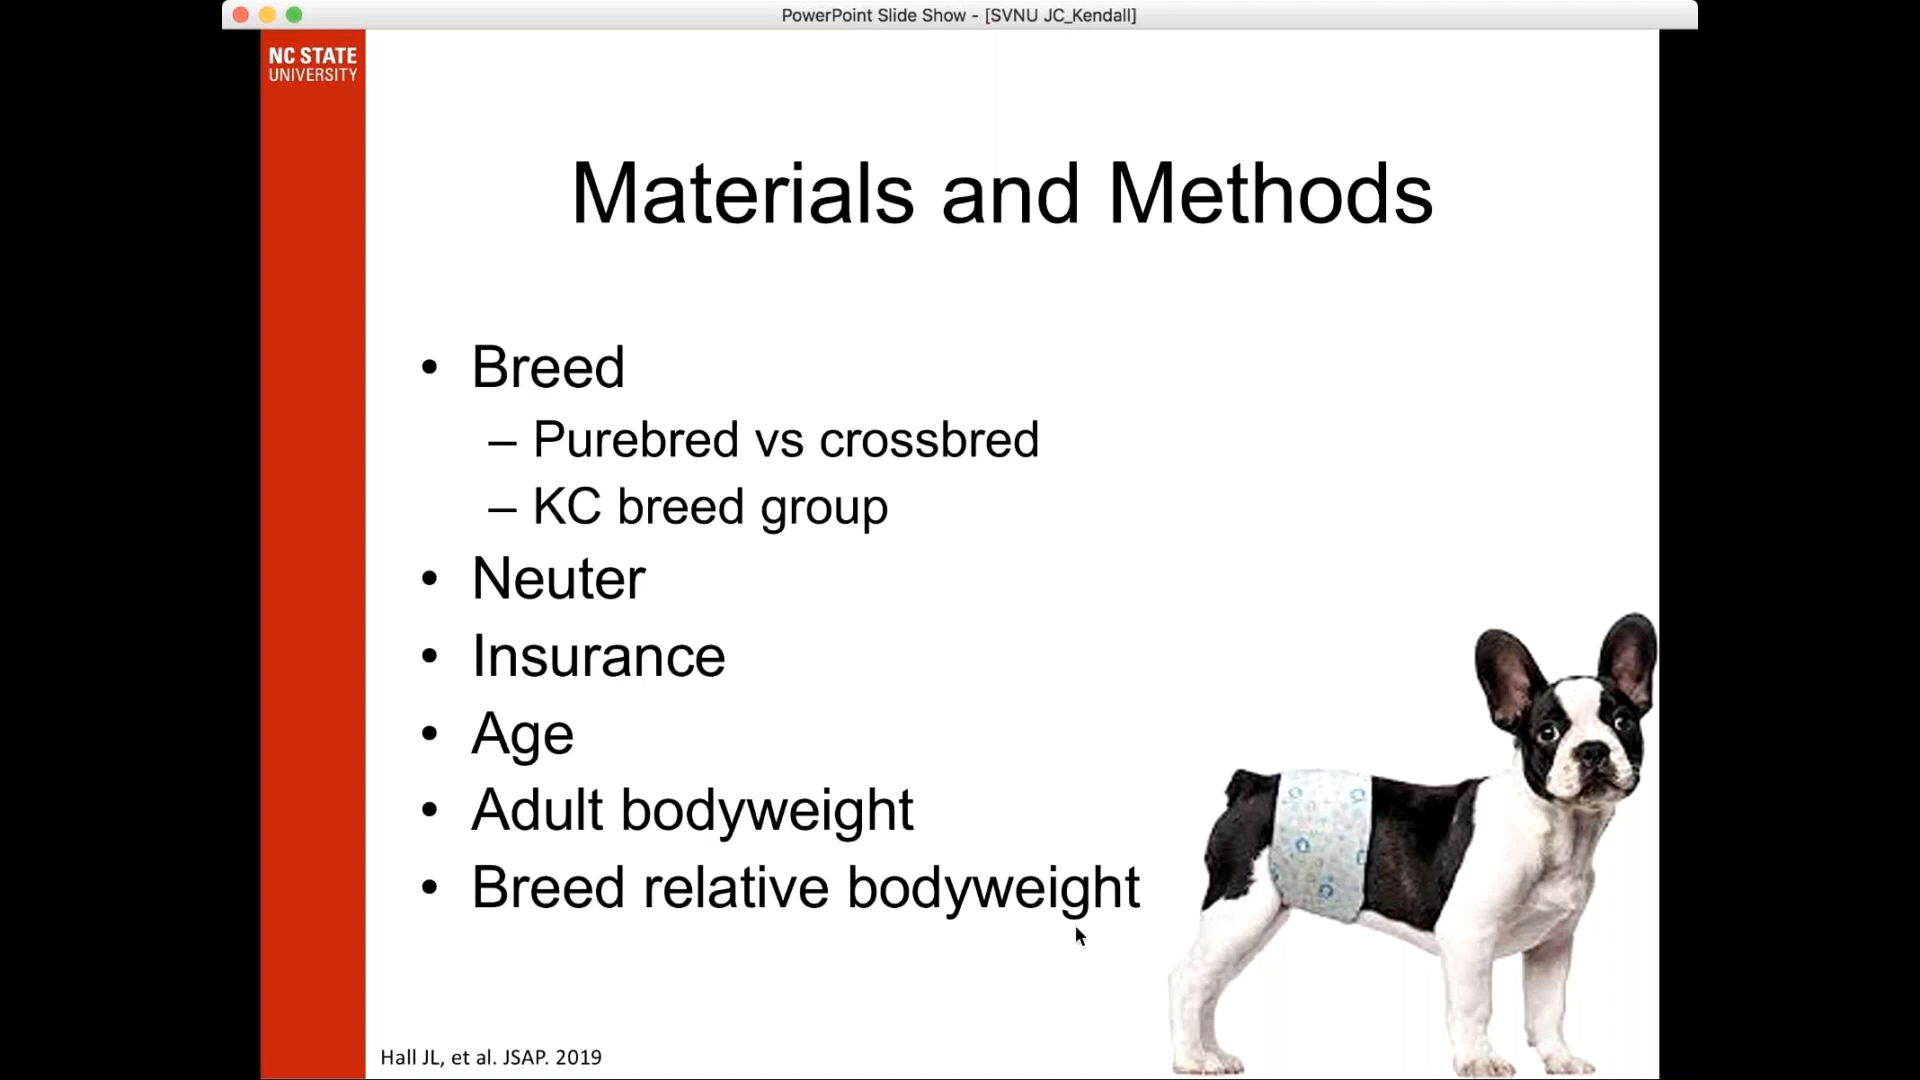 PowerPoint Slide Show - [SVNU JC_Kendall]
NC STATE
UNIVERSITY
Materials and Methods
• Breed
– Purebred vs crossbred
– KC breed group
• Neuter
• Insurance
• Age
• Adult bodyweight
• Breed relative bodyweight
Hall JL, et al. JSAP. 2019